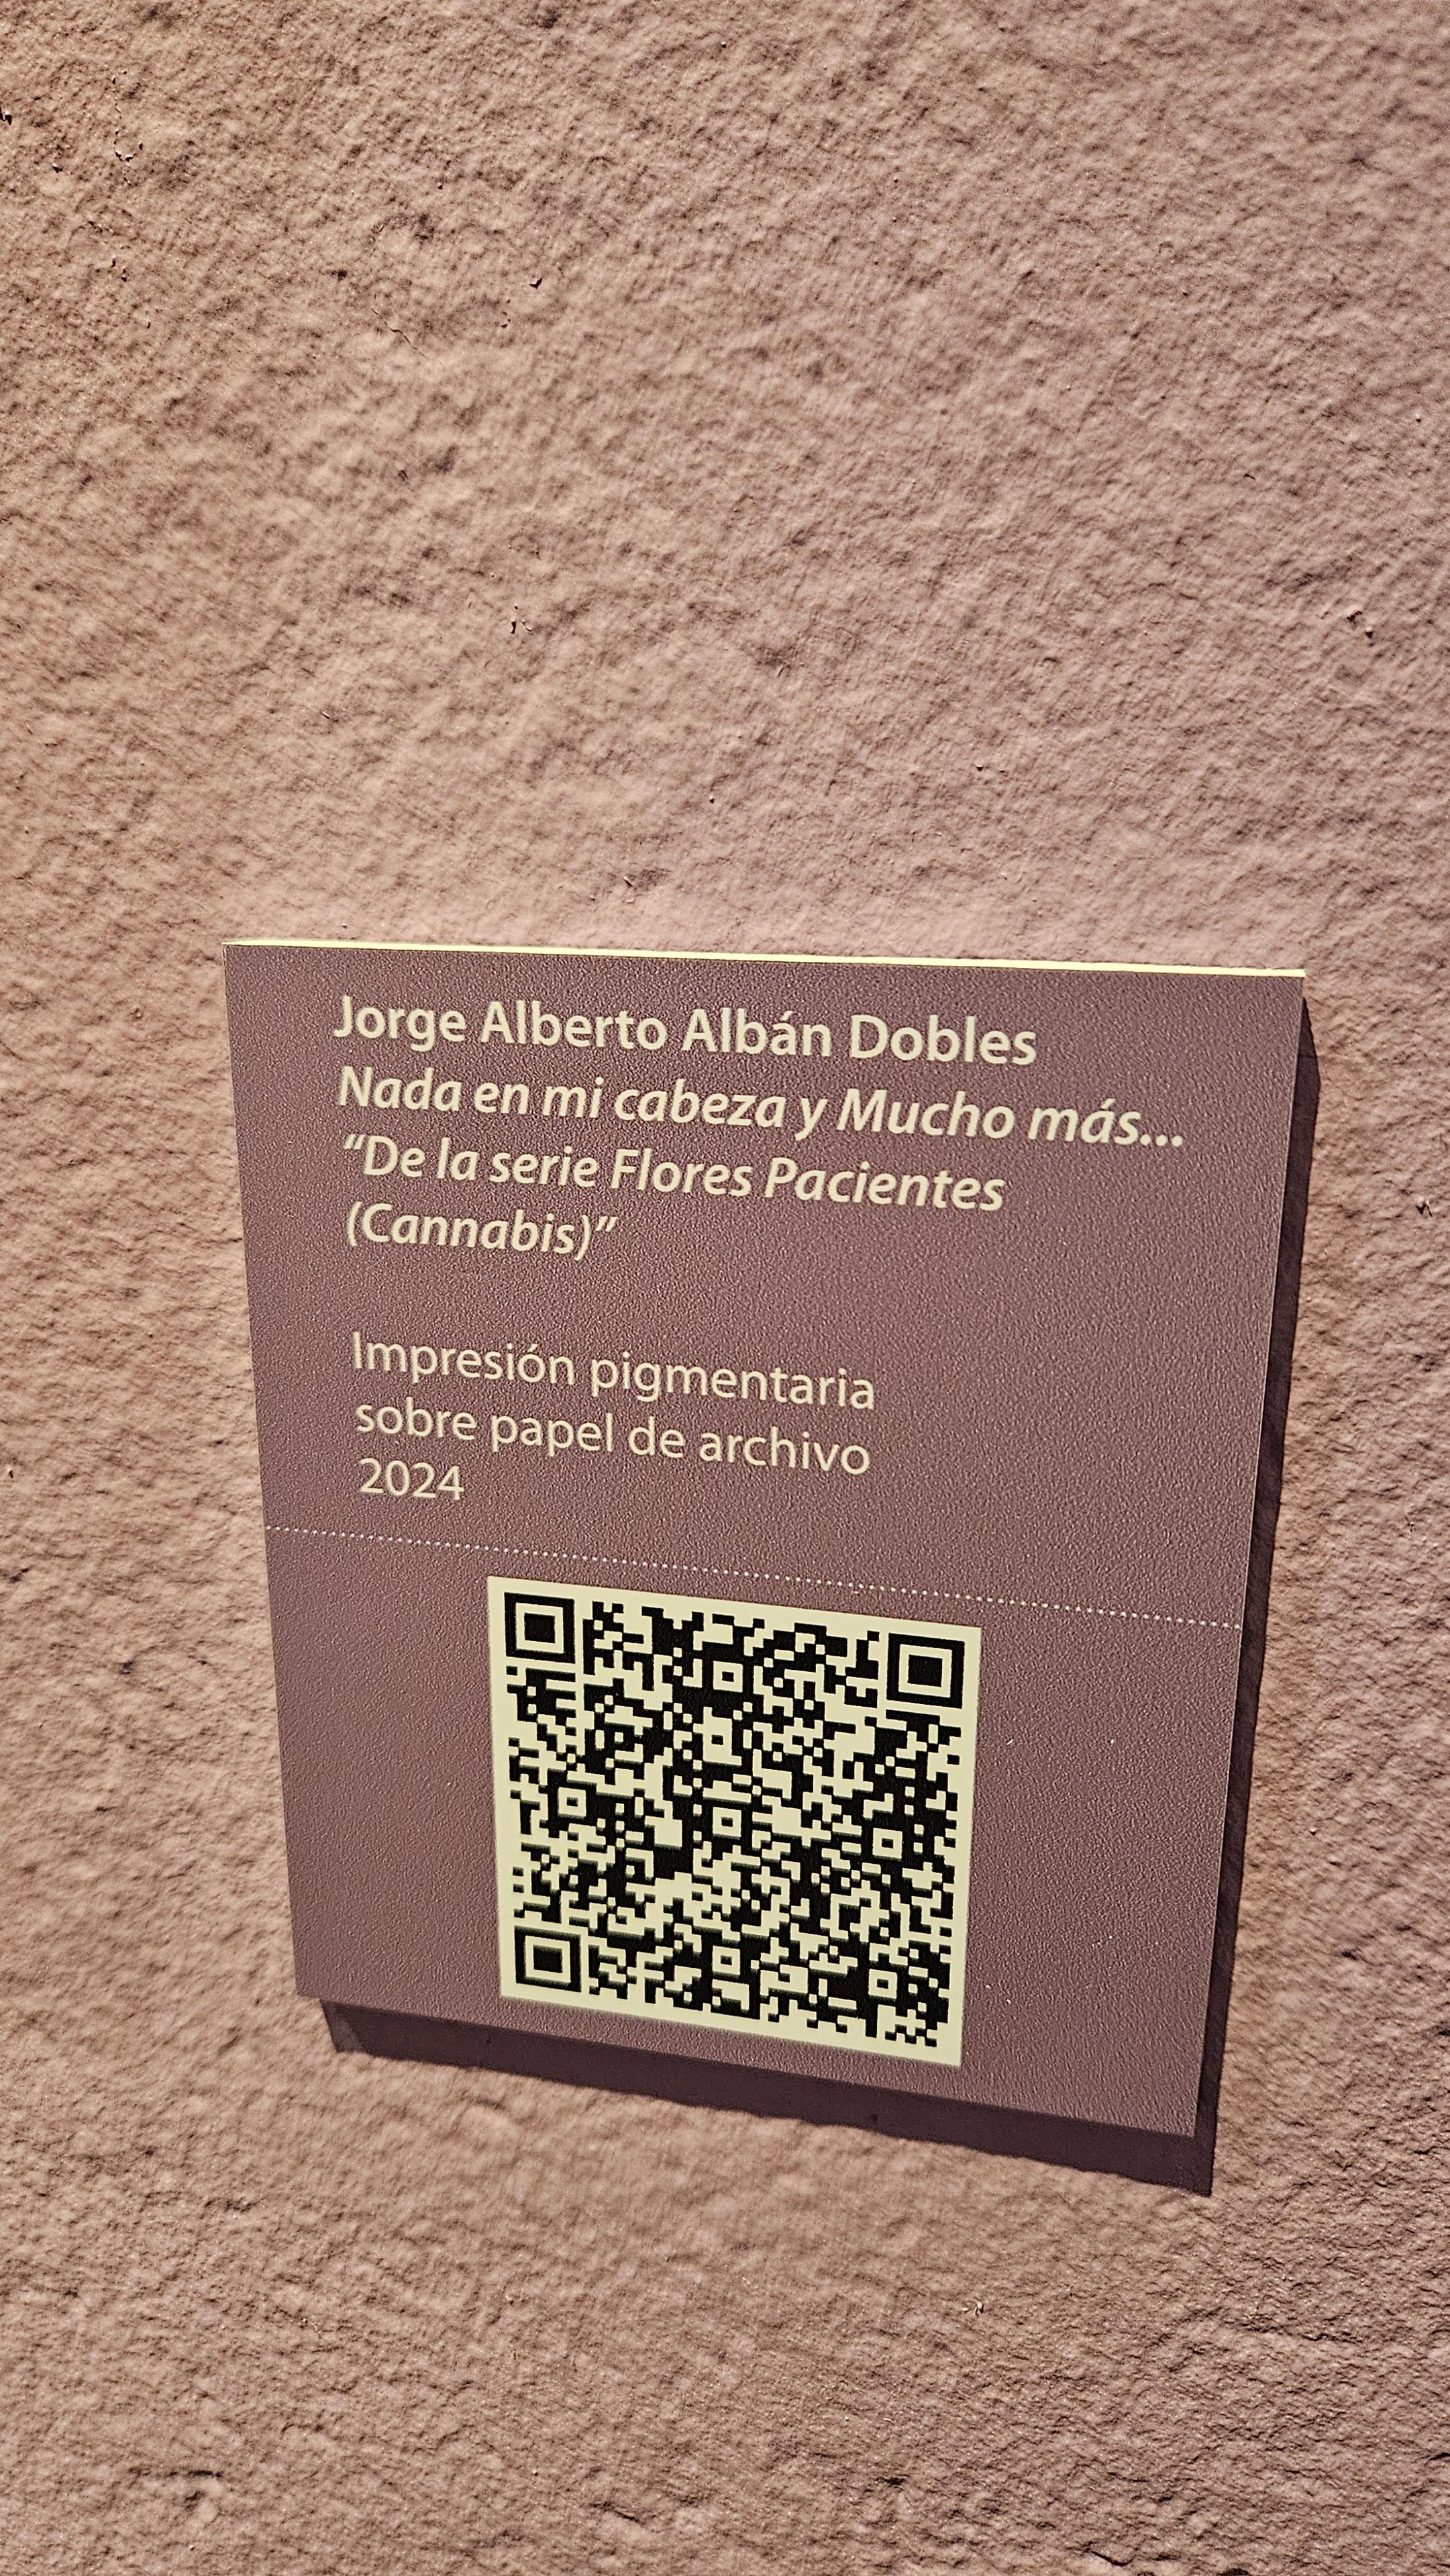 Jorge Alberto Albán Dobles
Nada en mi cabeza y Mucho más...
“De la serie Flores Pacientes
(Cannabis)”
Impresión pigmentaria
sobre papel de archivo
2024